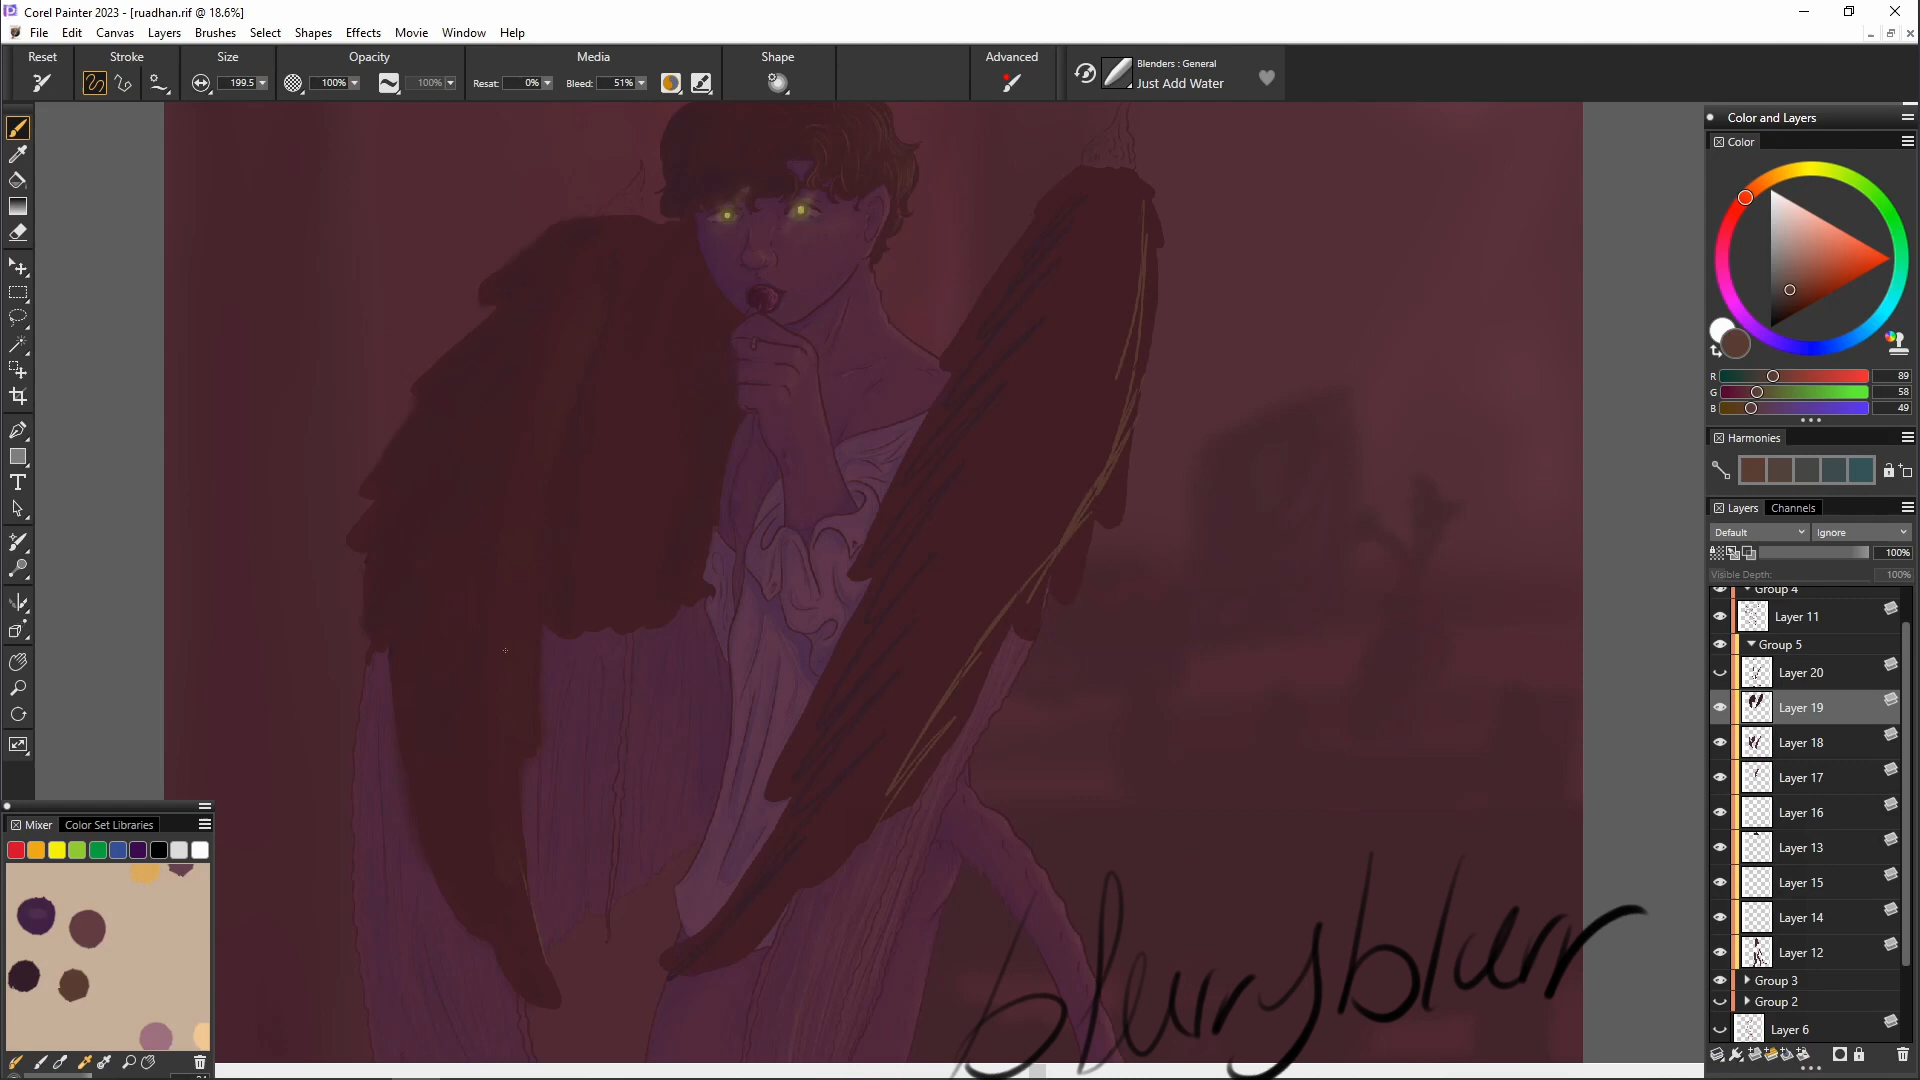 Corel Painter 2023 - [ruadhan.rif @ 18.6%]
File Edit Canvas Layers Brushes Select Shapes Effects Movie Window Help
Reset Stroke Size Opacity Media Shape Advanced
Blenders : General
199.5 100% 100% Resat: 0% Bleed: 51% Just Add Water
Color and Layers
Color
R 89
G 58
B 49
Harmonies
Layers Channels
Default Ignore
100%
Visible Depth: 100%
Group 4
Layer 11
Group 5
Layer 20
Layer 19
Layer 18
Layer 17
Layer 16
Layer 13
Layer 15
Layer 14
Layer 12
Group 3
Group 2
Layer 6
Mixer Color Set Libraries
blurryblurr